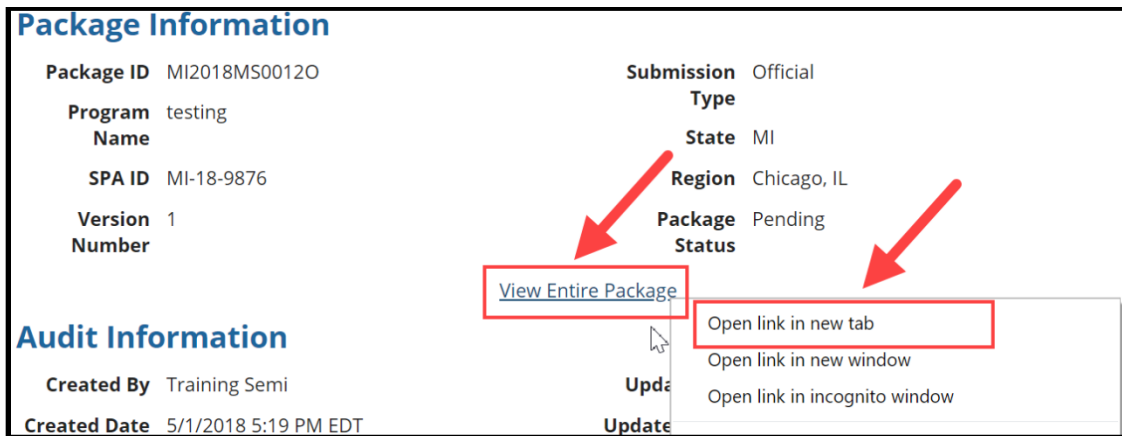 Package Information
Package ID MI2018MS0012O
Submission Type Official
Program Name testing
State MI
SPA ID MI-18-9876
Region Chicago, IL
Version Number 1
Package Status Pending
View Entire Package
Open link in new tab
Audit Information
Open link in new window
Created By Training Semi
Open link in incognito window
Created Date 5/1/2018 5:19 PM EDT
Update